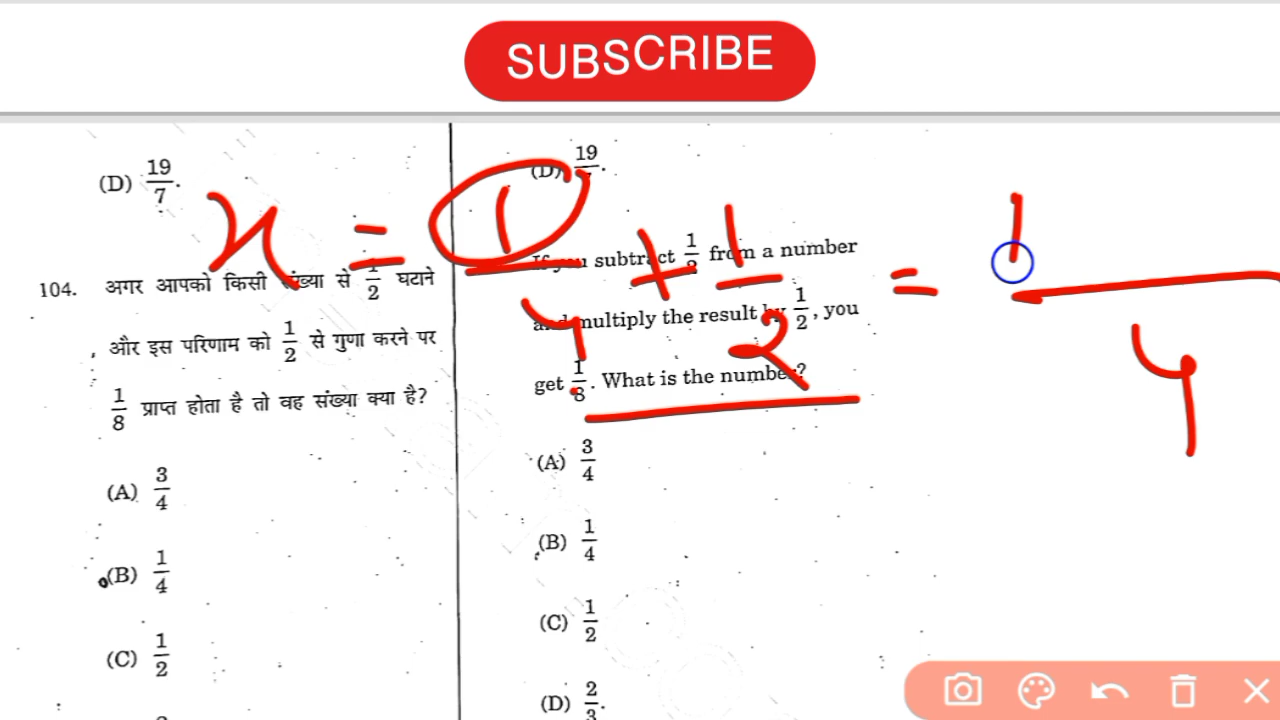 SUBSCRIBE
(D) 19/7.
104. अगर आपको किसी संख्या से 1/2 घटाने
और इस परिणाम को 1/2 से गुणा करने पर
1/8 प्राप्त होता है तो वह संख्या क्या है?
(A) 3/4
(B) 1/4
(C) 1/2
(D) 19
If you subtract 1/2 from a number
and multiply the result by 1/2, you
get 1/8. What is the number?
(A) 3/4
(B) 1/4
(C) 1/2
(D) 2/3.
x = 1/4 + 1/2 = 1/4